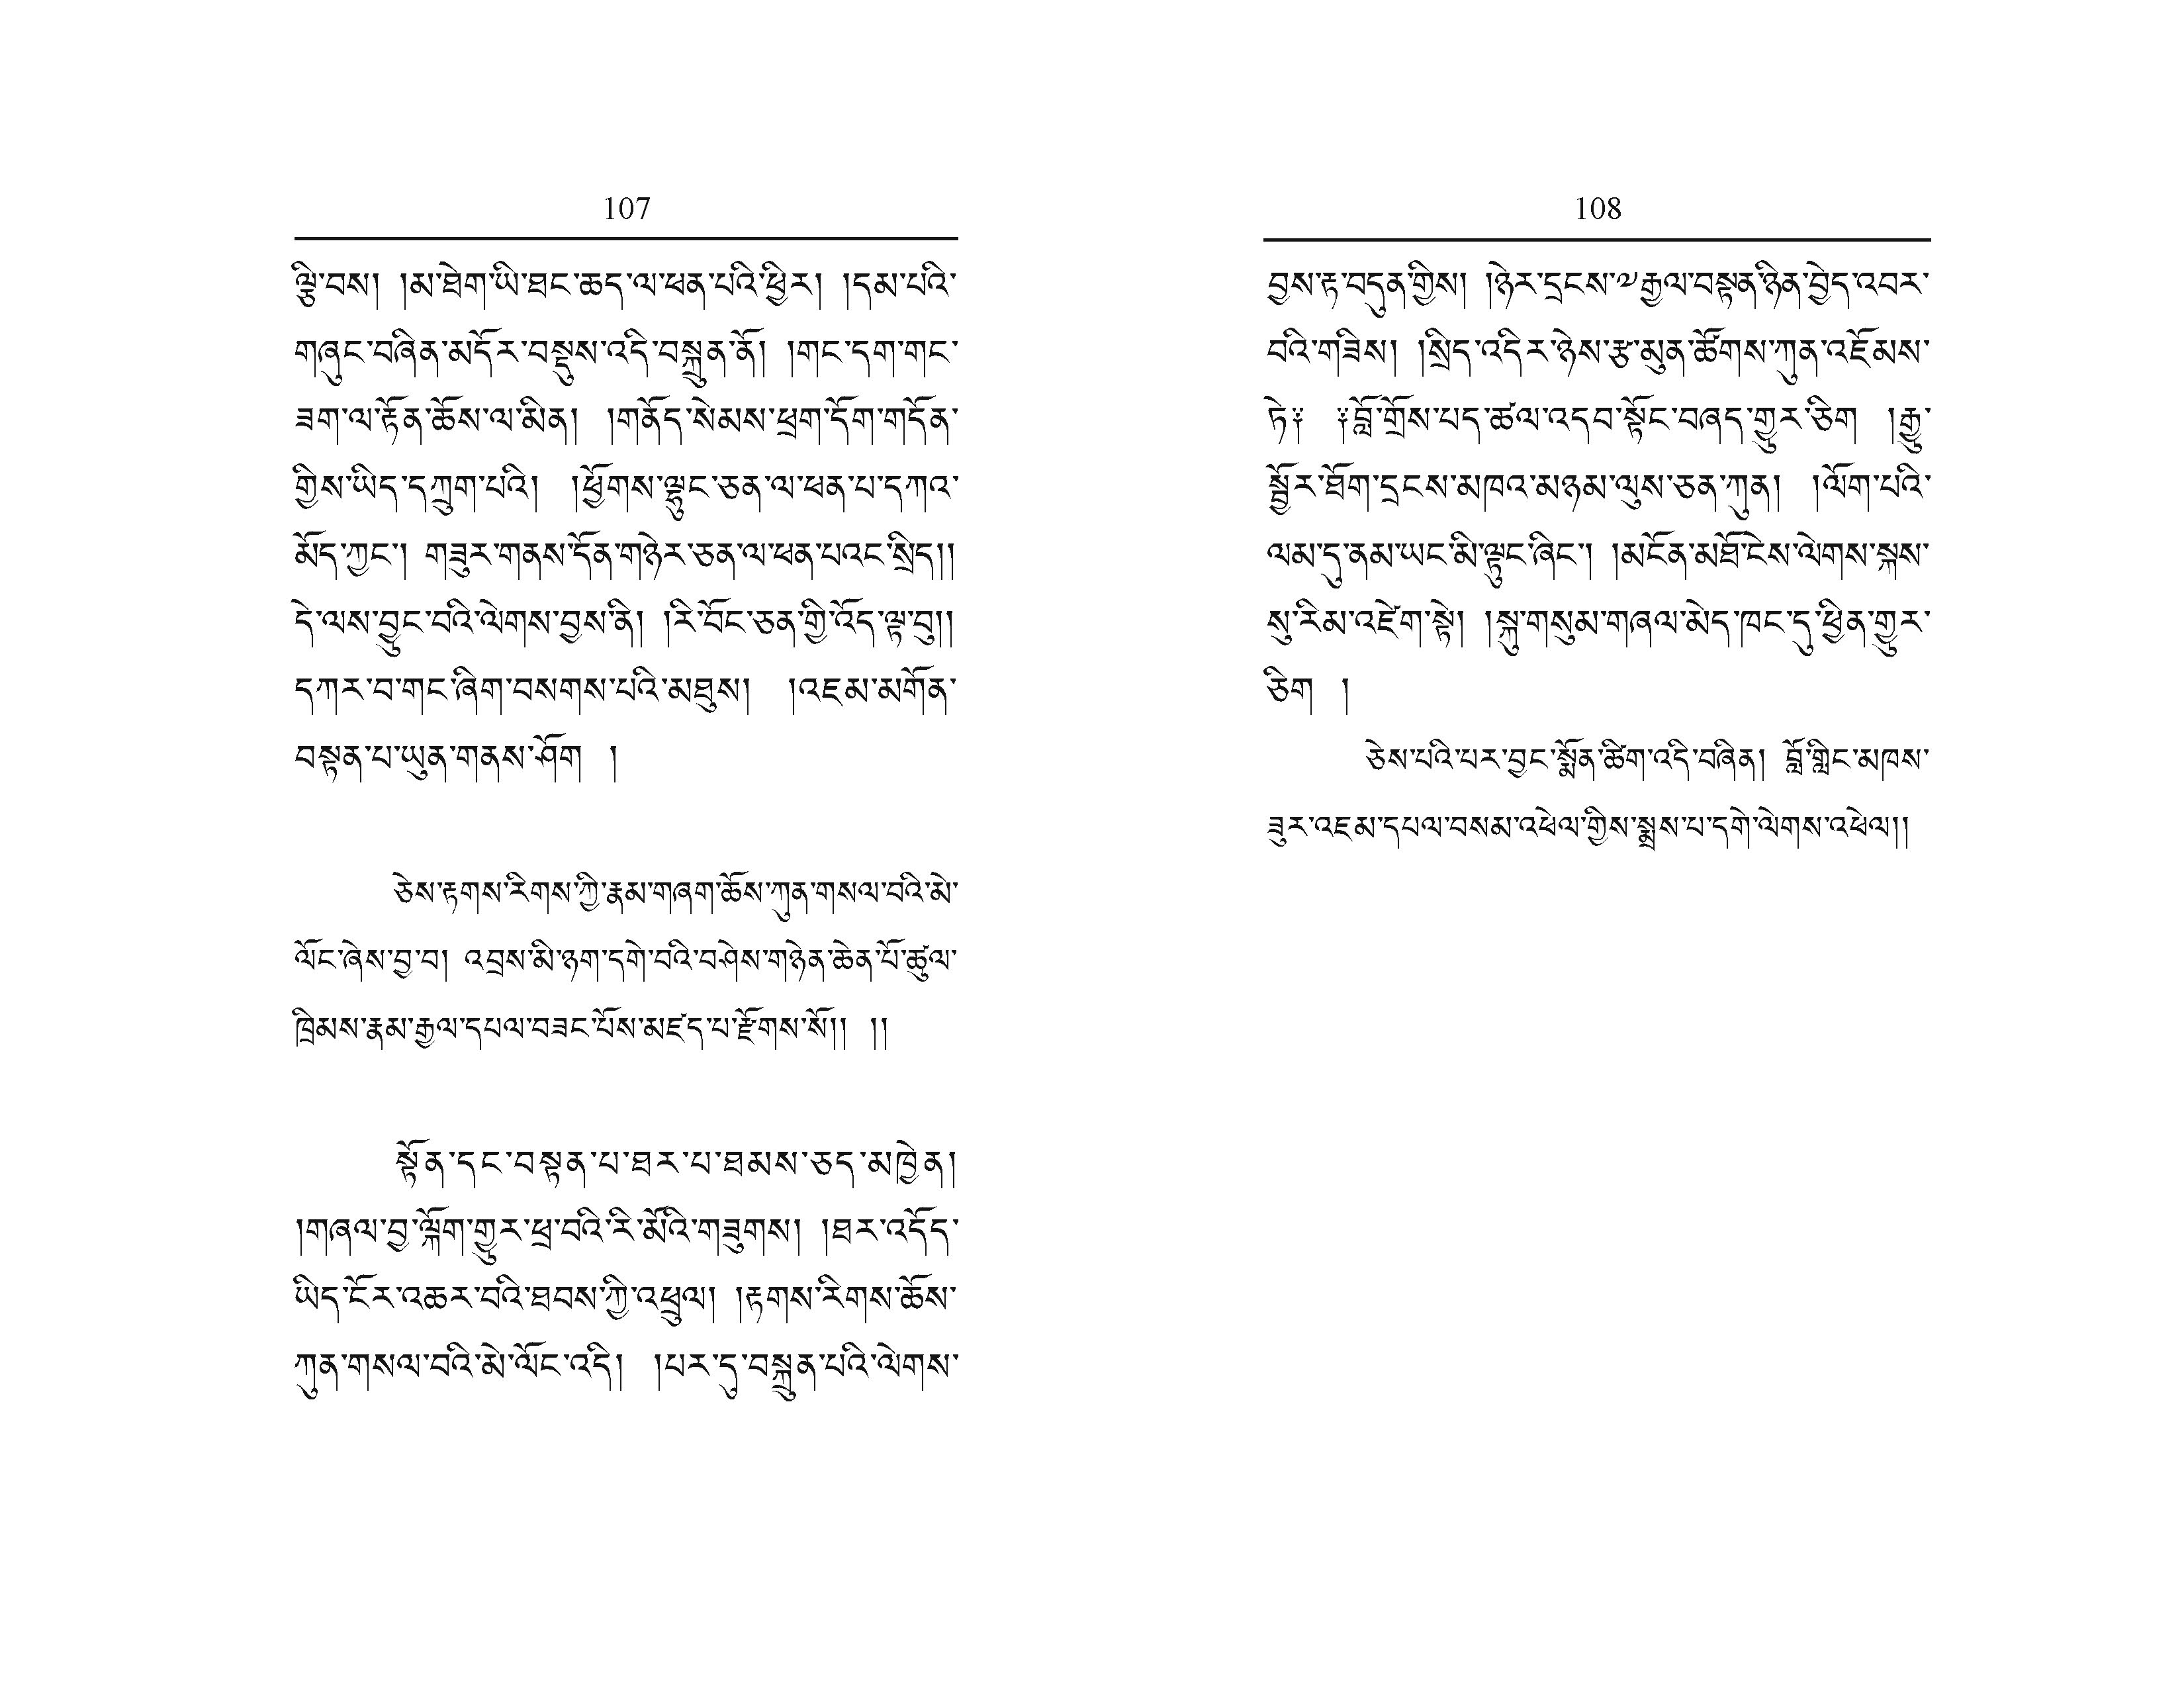 107
ལྕི་བས། །མ་ཐེག་ཡི་ཐང་ཆད་ལ་ཕན་པའི་ཕྱིར། །དམ་པའི་
གཞུང་བཞིན་མདོར་བསྡུས་འདི་བསྐྲུན་ནོ། །གང་དག་གང་
ཟག་ལ་རྟོན་ཆོས་ལ་མིན། །གནོད་སེམས་ཕྲག་དོག་གདོན་
གྱིས་ཡིད་དཀྲུག་པའི། །ཕྱོགས་ལྷུང་ཅན་ལ་ཕན་པ་དཀའ་
མོད་ཀྱང་། གཟུར་གནས་དོན་གཉེར་ཅན་ལ་ཕན་པའང་སྲིད།།
དེ་ལས་བྱུང་བའི་ལེགས་བྱས་ནི། །རི་བོང་ཅན་གྱི་འོད་ལྟ་བུ།།
དཀར་བ་གང་ཞིག་བསགས་པའི་མཐུས། །འཇམ་མགོན་
བསྟན་པ་ཡུན་གནས་ཤོག །
ཅེས་རྟགས་རིགས་ཀྱི་རྣམ་གཞག་ཆོས་ཀུན་གསལ་བའི་མེ་
ལོང་ཞེས་བྱ་བ། འབྲས་མི་ཉག་དགེ་བའི་བཤེས་གཉེན་ཆེན་པོ་ཚུལ་
ཁྲིམས་རྣམ་རྒྱལ་དཔལ་བཟང་པོས་མཛད་པ་རྫོགས་སོ།། །།
སྟོན་དང་བསྟན་པ་ཐར་པ་ཐམས་ཅད་མཁྱེན།
།གཞལ་བྱ་ལྐོག་གྱུར་ཕྲ་བའི་རི་མོའི་གཟུགས། །ཐར་འདོད་
ཡིད་ངོར་འཆར་བའི་ཐབས་ཀྱི་འཕྲུལ། །རྟགས་རིགས་ཆོས་
ཀུན་གསལ་བའི་མེ་ལོང་འདི། །པར་དུ་བསྐྲུན་པའི་ལེགས་
108
བྱས་རྟ་བདུན་གྱིས། །ཉེར་དྲངས་༧རྒྱལ་བསྟན་ཉིན་བྱེད་འབར་
བའི་གཟིས། །སྲིད་འདིར་ཉེས་རྩ་མུན་ཚོགས་ཀུན་འཇོམས་
ཏེ༑ ༑བློ་གྲོས་པད་ཚལ་འདབ་སྟོང་བཞད་གྱུར་ཅིག །རྒྱུ་
སྦྱོར་ཐོག་དྲངས་མཁའ་མཉམ་ལུས་ཅན་ཀུན། །ལོག་པའི་
ལམ་དུ་ནམ་ཡང་མི་ལྟུང་ཞིང་། །མངོན་མཐོ་ངེས་ལེགས་སྐས་
སུ་རིམ་འཛེག་སྟེ། །སྐུ་གསུམ་གཞལ་མེད་ཁང་དུ་ཕྱིན་གྱུར་
ཅིག །
ཅེས་པའི་པར་བྱང་སྨོན་ཚིག་འདི་བཞིན། བློ་གླིང་མཁས་
ཟུར་འཇམ་དཔལ་བསམ་འཕེལ་གྱིས་སྨྲས་པ་དགེ་ལེགས་འཕེལ།།